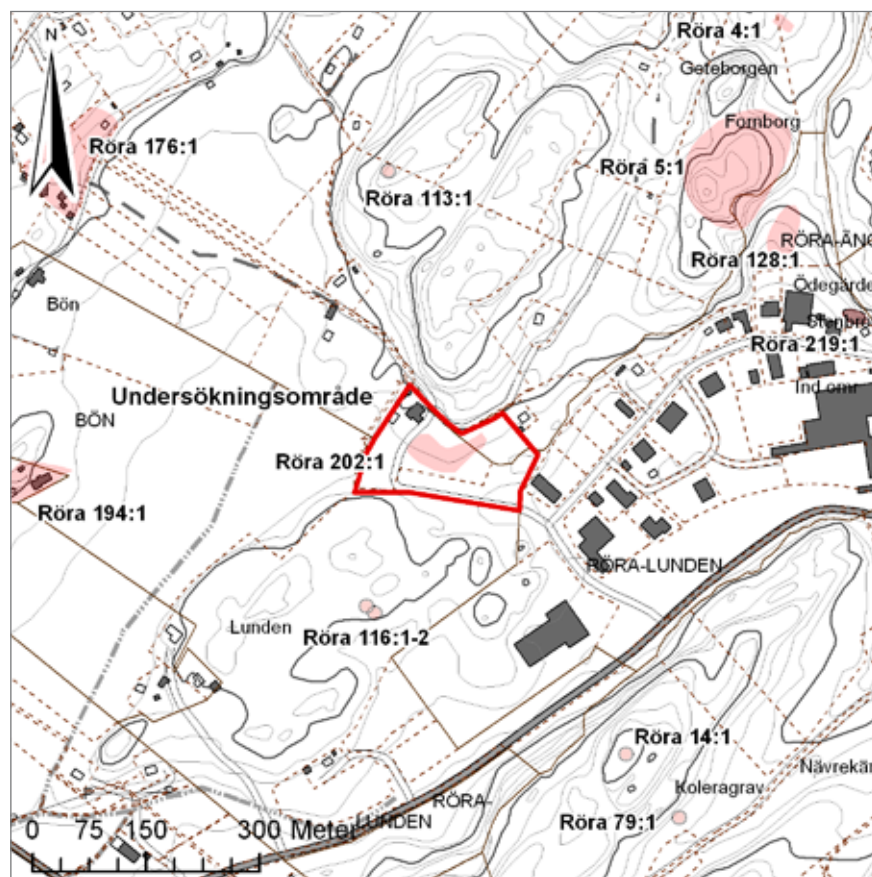 N
Röra 4:1
Geteborgen
Fornborg
Röra 176:1
Röra 5:1
Röra 113:1
RÖRA-ÄNG
Röra 128:1
Ödegärde
Bön
Stenbro
Röra 219:1
Ind omr
Undersökningsområde
BÖN
Röra 202:1
Röra 194:1
RÖRA-LUNDEN
Lunden
Röra 116:1-2
Röra 14:1
Nävrekär
Koleragrav
RÖRA-
LUNDEN
Röra 79:1
0 75 150 300 Meter